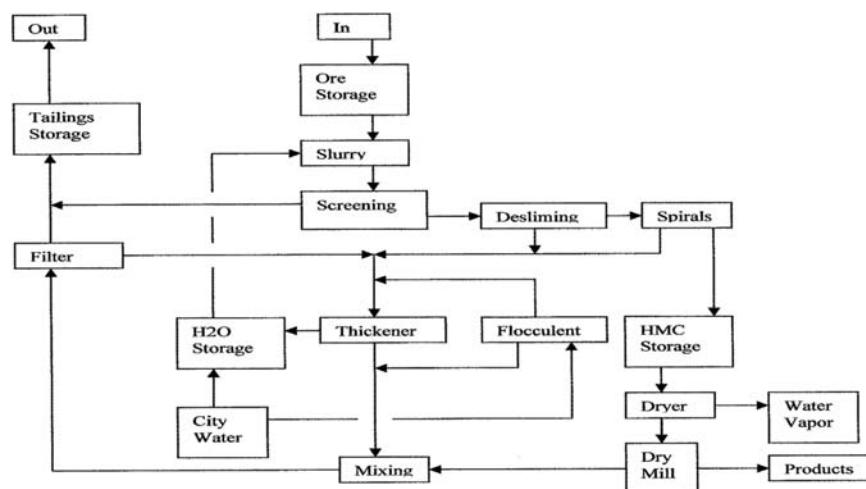 Out
In
Ore
Storage
Tailings
Storage
Slurry
Screening
Desliming
Spirals
Filter
H2O
Storage
Thickener
Flocculent
HMC
Storage
City
Water
Dryer
Water
Vapor
Mixing
Dry
Mill
Products